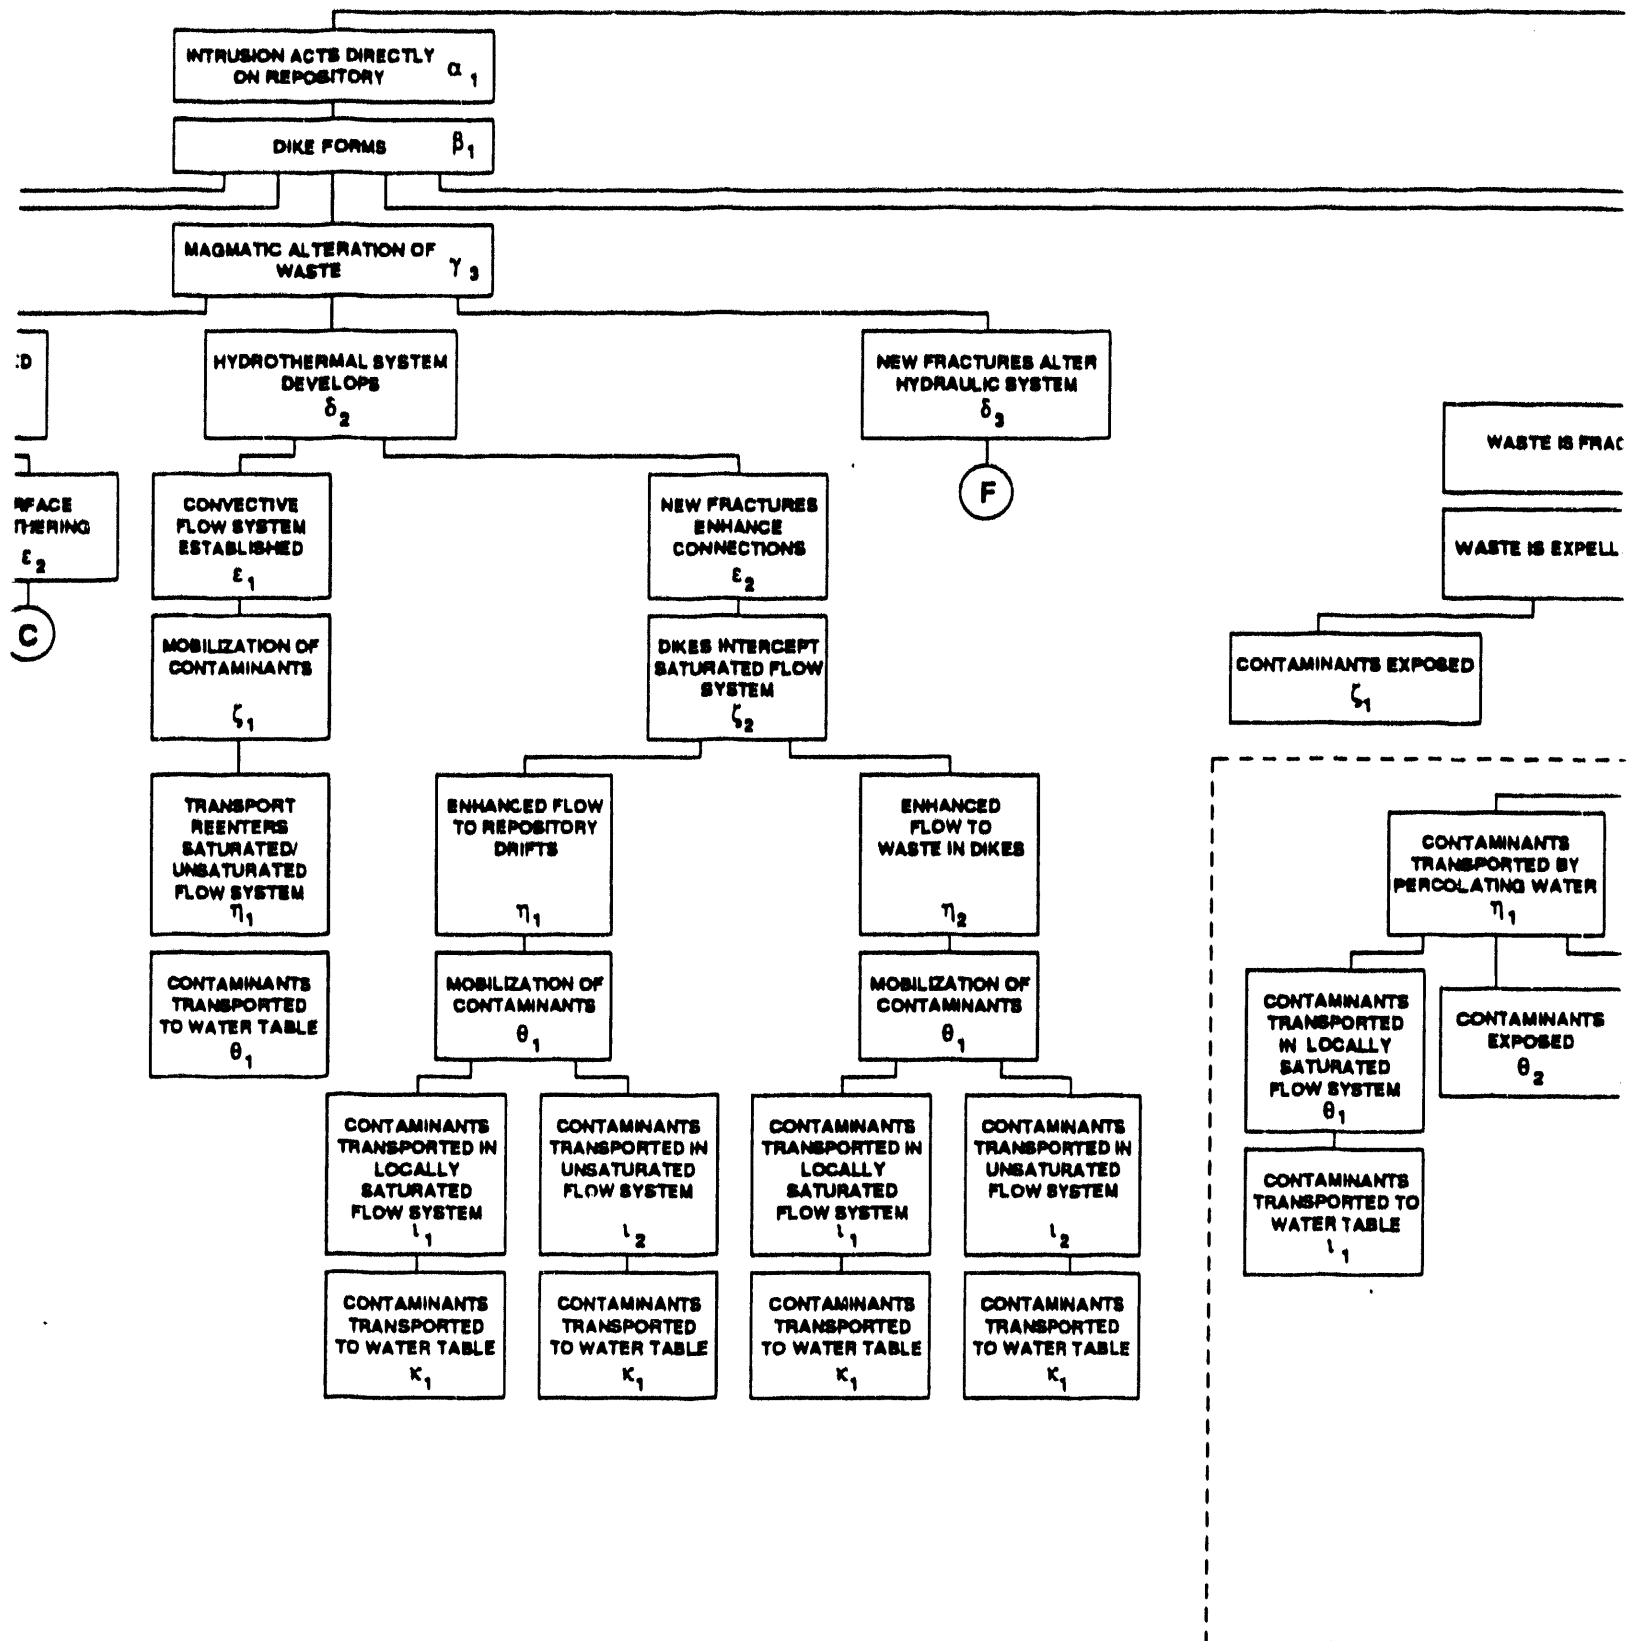 INTRUSION ACTS DIRECTLY
ON REPOSITORY
α1
DIKE FORMS
β1
MAGMATIC ALTERATION OF
WASTE
γ3
HYDROTHERMAL SYSTEM
DEVELOPS
δ2
NEW FRACTURES ALTER
HYDRAULIC SYSTEM
δ3
F
WASTE IS FRAC
WASTE IS EXPELL
RFACE
THERING
ε2
C
CONVECTIVE
FLOW SYSTEM
ESTABLISHED
ε1
NEW FRACTURES
ENHANCE
CONNECTIONS
ε2
MOBILIZATION OF
CONTAMINANTS
ζ1
DIKES INTERCEPT
SATURATED FLOW
SYSTEM
ζ2
CONTAMINANTS EXPOSED
ζ1
TRANSPORT
REENTERS
SATURATED/
UNSATURATED
FLOW SYSTEM
η1
ENHANCED FLOW
TO REPOSITORY
DRIFTS
η1
ENHANCED
FLOW TO
WASTE IN DIKES
η2
CONTAMINANTS
TRANSPORTED BY
PERCOLATING WATER
η1
CONTAMINANTS
TRANSPORTED
TO WATER TABLE
θ1
MOBILIZATION OF
CONTAMINANTS
θ1
MOBILIZATION OF
CONTAMINANTS
θ1
CONTAMINANTS
TRANSPORTED
IN LOCALLY
SATURATED
FLOW SYSTEM
θ1
CONTAMINANTS
EXPOSED
θ2
CONTAMINANTS
TRANSPORTED IN
LOCALLY
SATURATED
FLOW SYSTEM
ι1
CONTAMINANTS
TRANSPORTED IN
UNSATURATED
FLOW SYSTEM
ι2
CONTAMINANTS
TRANSPORTED IN
LOCALLY
SATURATED
FLOW SYSTEM
ι1
CONTAMINANTS
TRANSPORTED IN
UNSATURATED
FLOW SYSTEM
ι2
CONTAMINANTS
TRANSPORTED TO
WATER TABLE
ι1
CONTAMINANTS
TRANSPORTED
TO WATER TABLE
κ1
CONTAMINANTS
TRANSPORTED
TO WATER TABLE
κ1
CONTAMINANTS
TRANSPORTED
TO WATER TABLE
κ1
CONTAMINANTS
TRANSPORTED
TO WATER TABLE
κ1